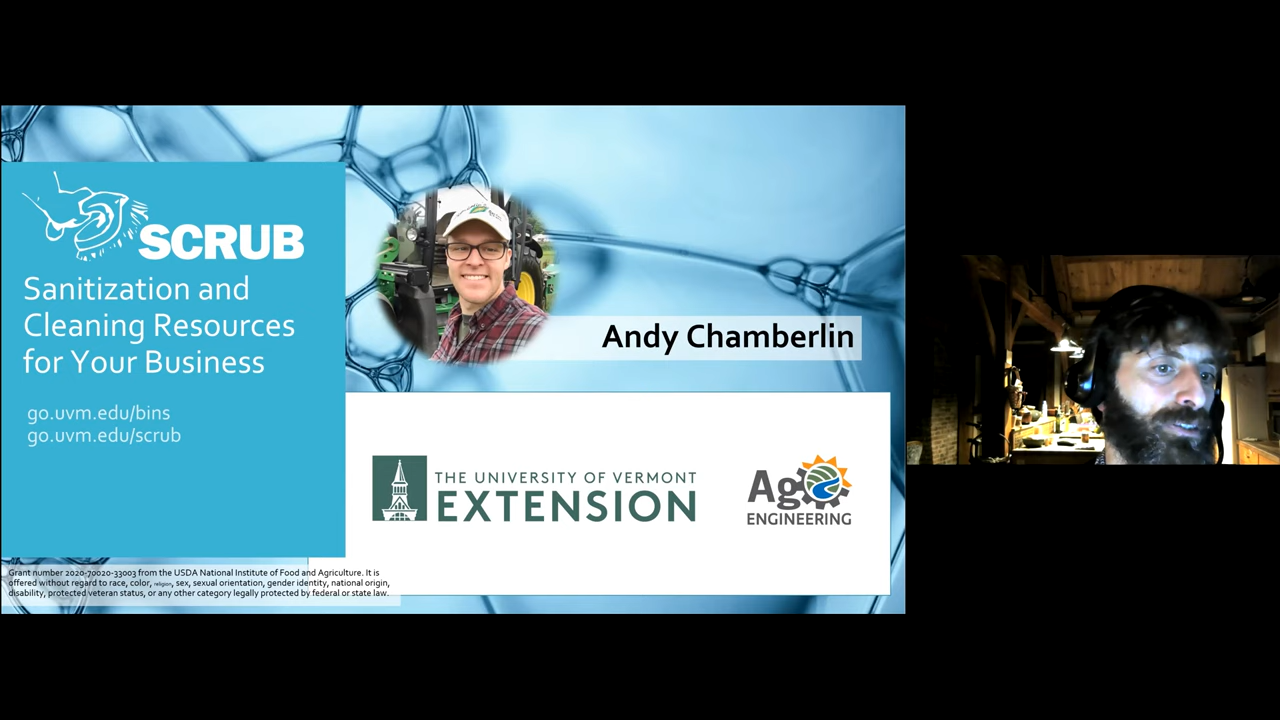 SCRUB
Sanitization and
Cleaning Resources
for Your Business
go.uvm.edu/bins
go.uvm.edu/scrub
Andy Chamberlin
THE UNIVERSITY OF VERMONT
EXTENSION
Ag
ENGINEERING
Grant number 2020-70020-33003 from the USDA National Institute of Food and Agriculture. It is
offered without regard to race, color, religion, sex, sexual orientation, gender identity, national origin,
disability, protected veteran status, or any other category legally protected by federal or state law.